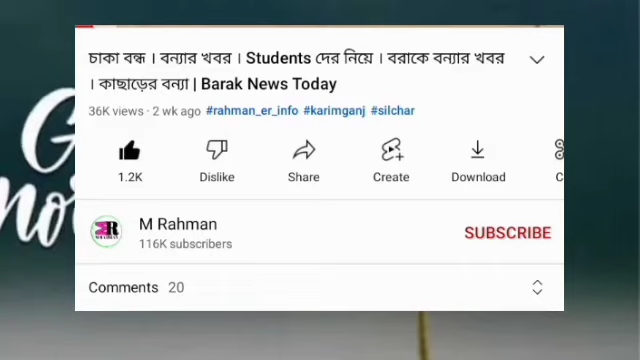 চাকা বন্ধ । বন্যার খবর । Students দের নিয়ে । বরাকে বন্যার খবর
। কাছাড়ের বন্যা | Barak News Today
36K views · 2 wk ago #rahman_er_info #karimganj #silchar
1.2K Dislike Share Create Download
M Rahman
116K subscribers
SUBSCRIBE
Comments 20